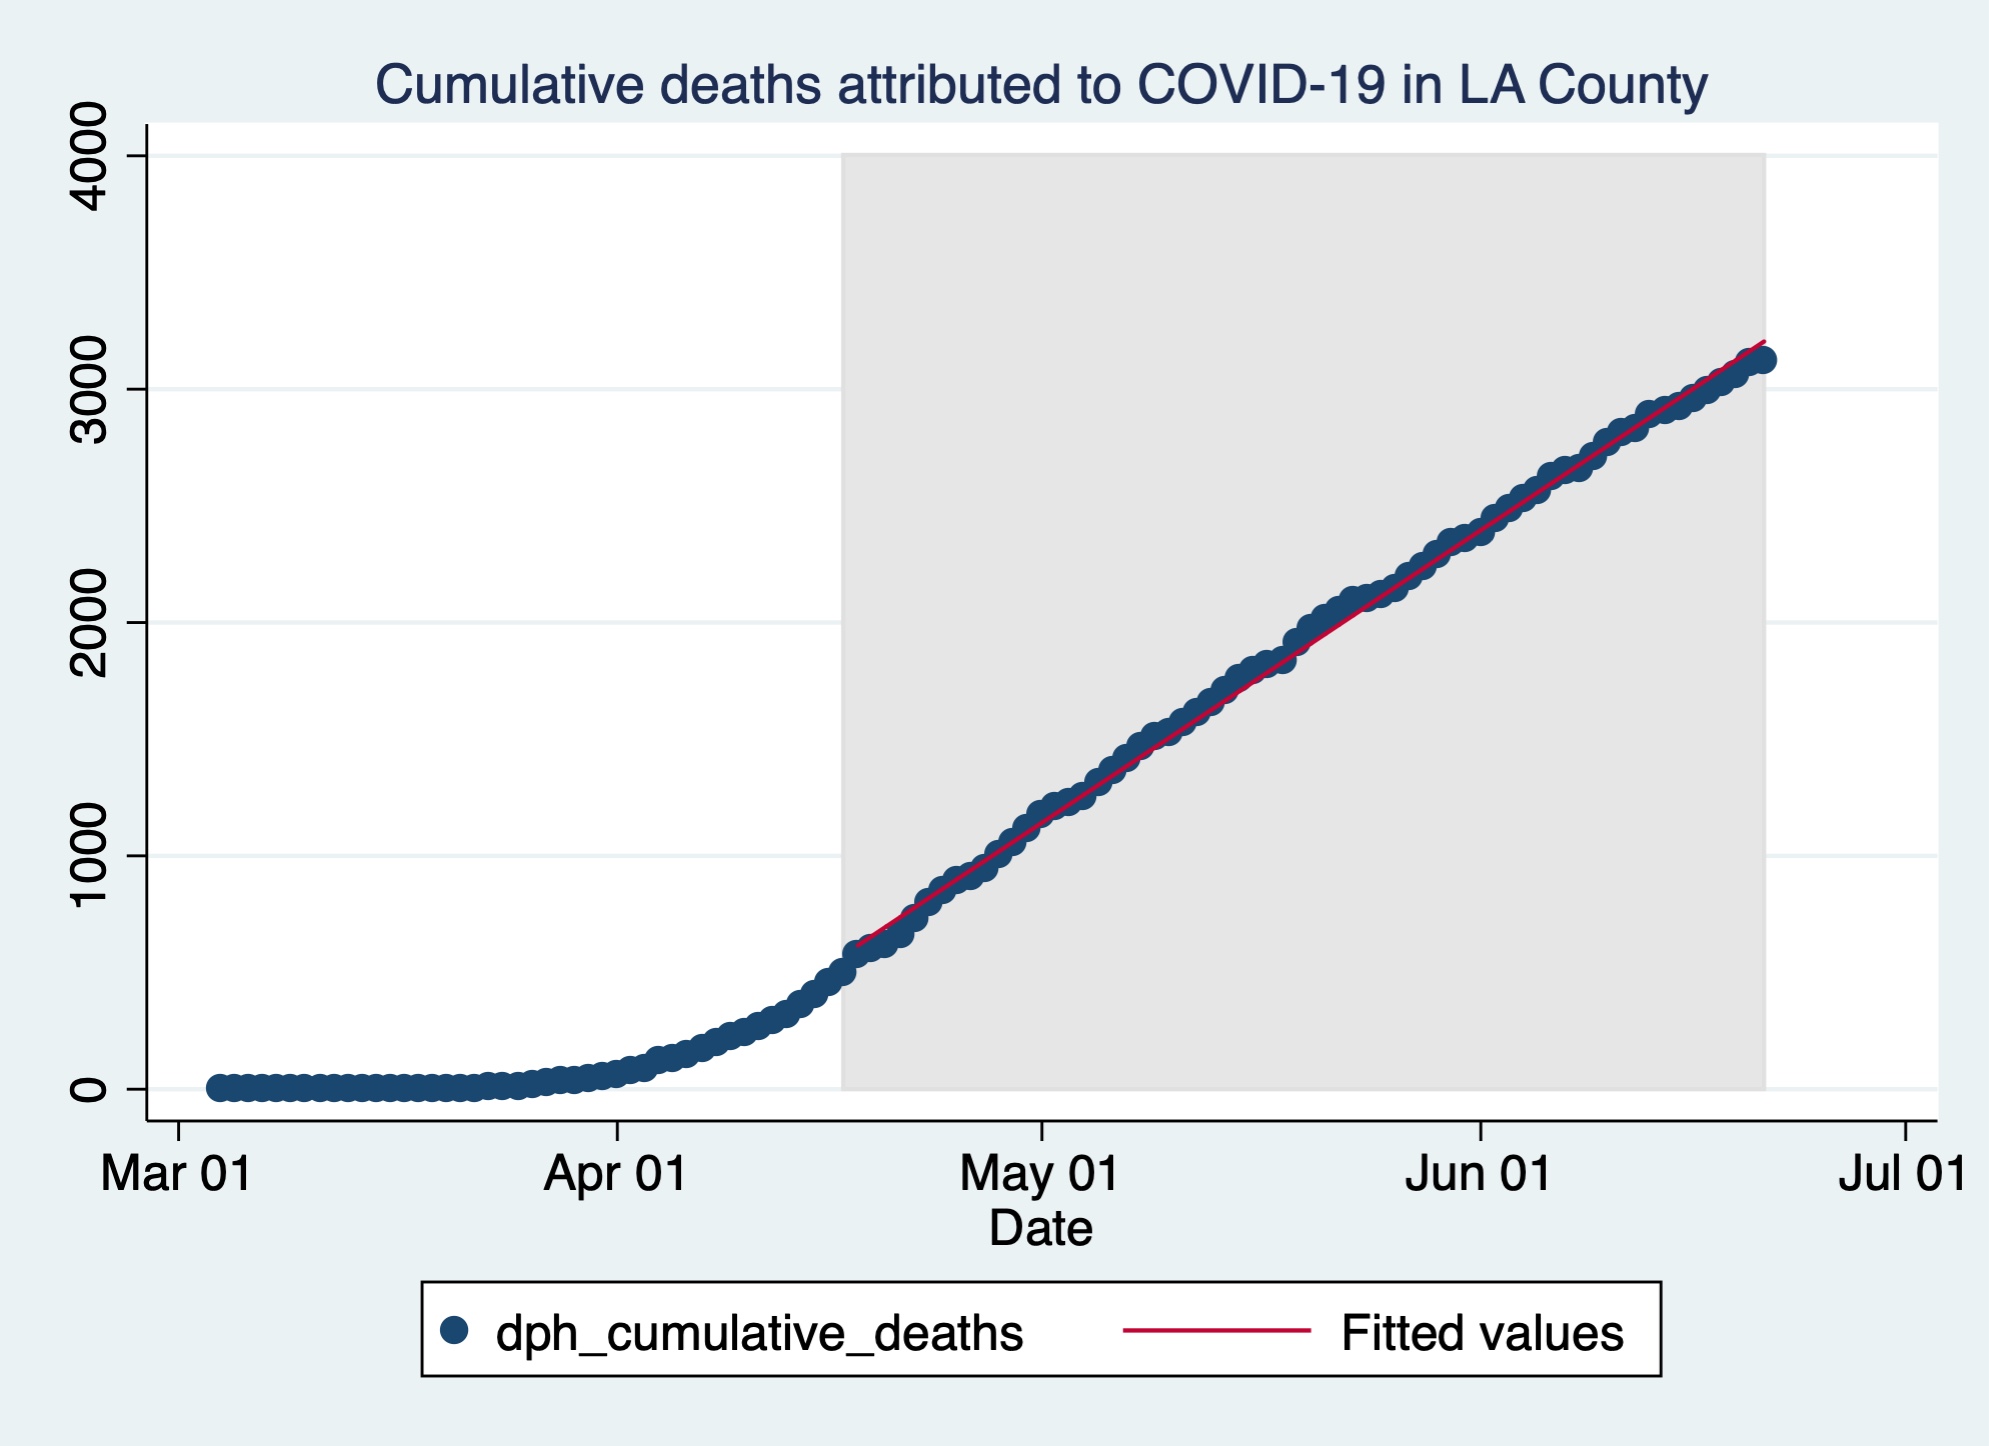 Cumulative deaths attributed to COVID-19 in LA County
4000
3000
2000
1000
0
Mar 01 Apr 01 May 01 Jun 01 Jul 01
Date
dph_cumulative_deaths Fitted values